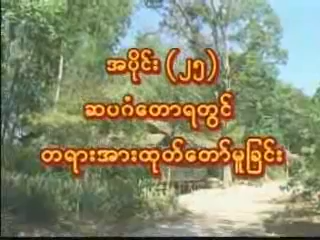 အပိုင်း (၂၅)
ဆပဂံတောရတွင်
တရားအားထုတ်တော်မူခြင်း